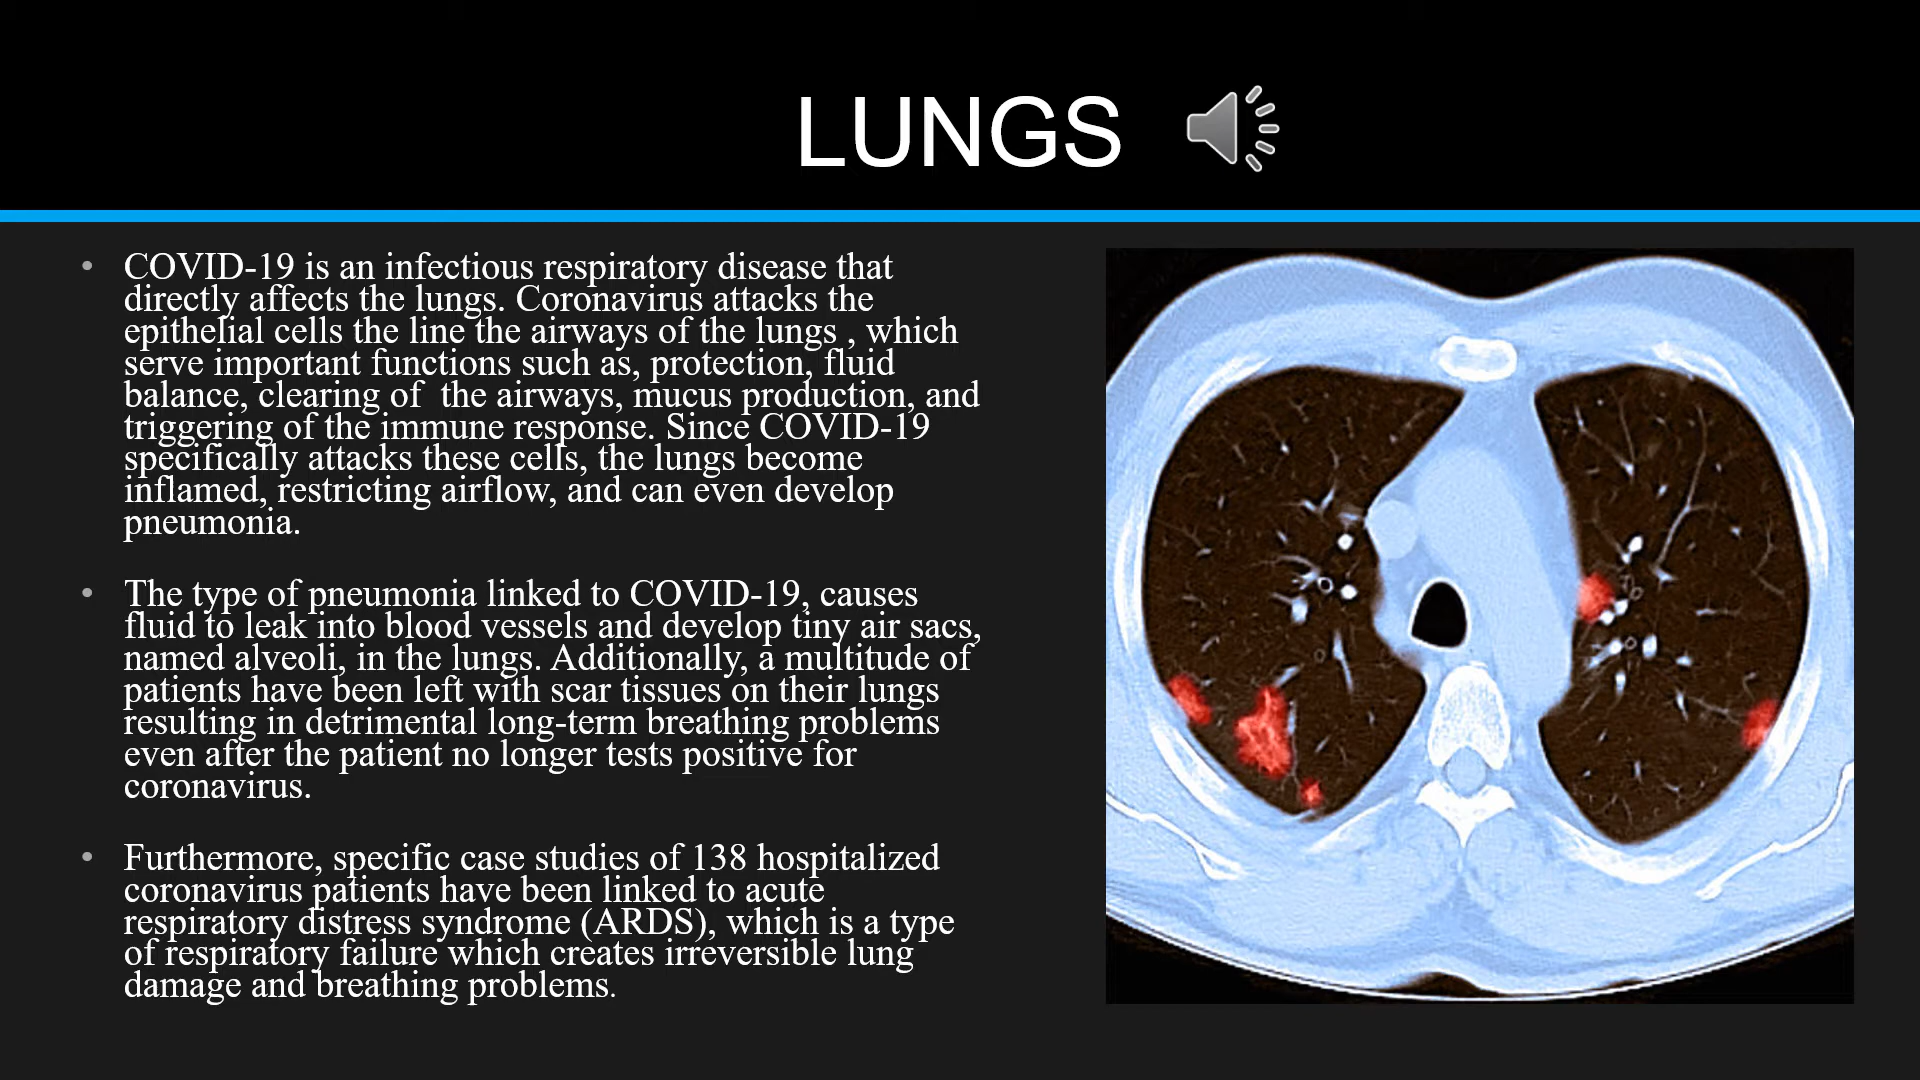 LUNGS
• COVID-19 is an infectious respiratory disease that
directly affects the lungs. Coronavirus attacks the
epithelial cells the line the airways of the lungs , which
serve important functions such as, protection, fluid
balance, clearing of  the airways, mucus production, and
triggering of the immune response. Since COVID-19
specifically attacks these cells, the lungs become
inflamed, restricting airflow, and can even develop
pneumonia.
• The type of pneumonia linked to COVID-19, causes
fluid to leak into blood vessels and develop tiny air sacs,
named alveoli, in the lungs. Additionally, a multitude of
patients have been left with scar tissues on their lungs
resulting in detrimental long-term breathing problems
even after the patient no longer tests positive for
coronavirus.
• Furthermore, specific case studies of 138 hospitalized
coronavirus patients have been linked to acute
respiratory distress syndrome (ARDS), which is a type
of respiratory failure which creates irreversible lung
damage and breathing problems.